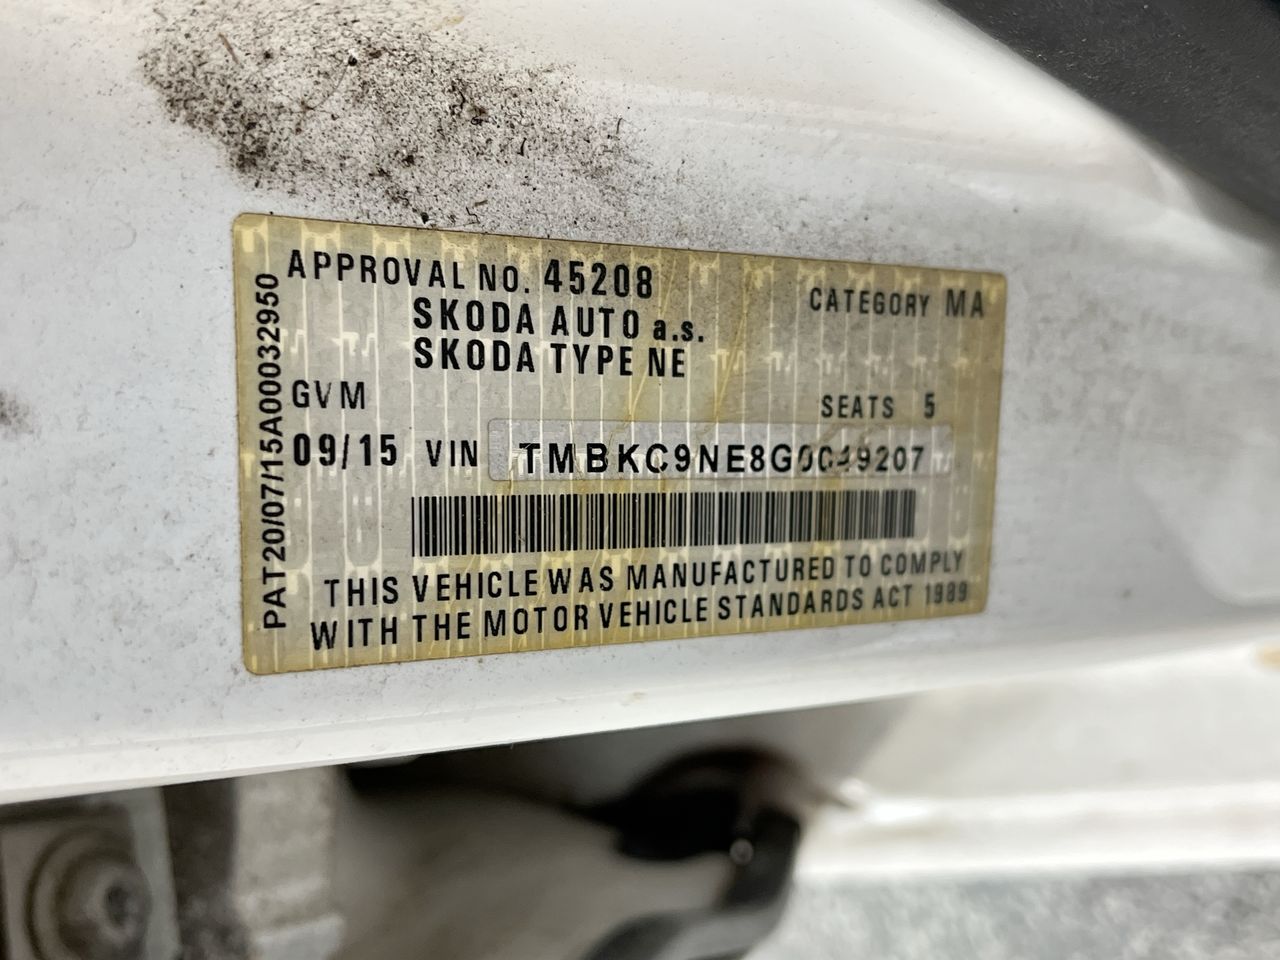 APPROVAL NO. 45208
CATEGORY MA
SKODA AUTO a.s.
SKODA TYPE NE
GVM
SEATS 5
09/15 VIN TMBKC9NE8G0049207
THIS VEHICLE WAS MANUFACTURED TO COMPLY
WITH THE MOTOR VEHICLE STANDARDS ACT 1989
PAT20/07/15A00032950